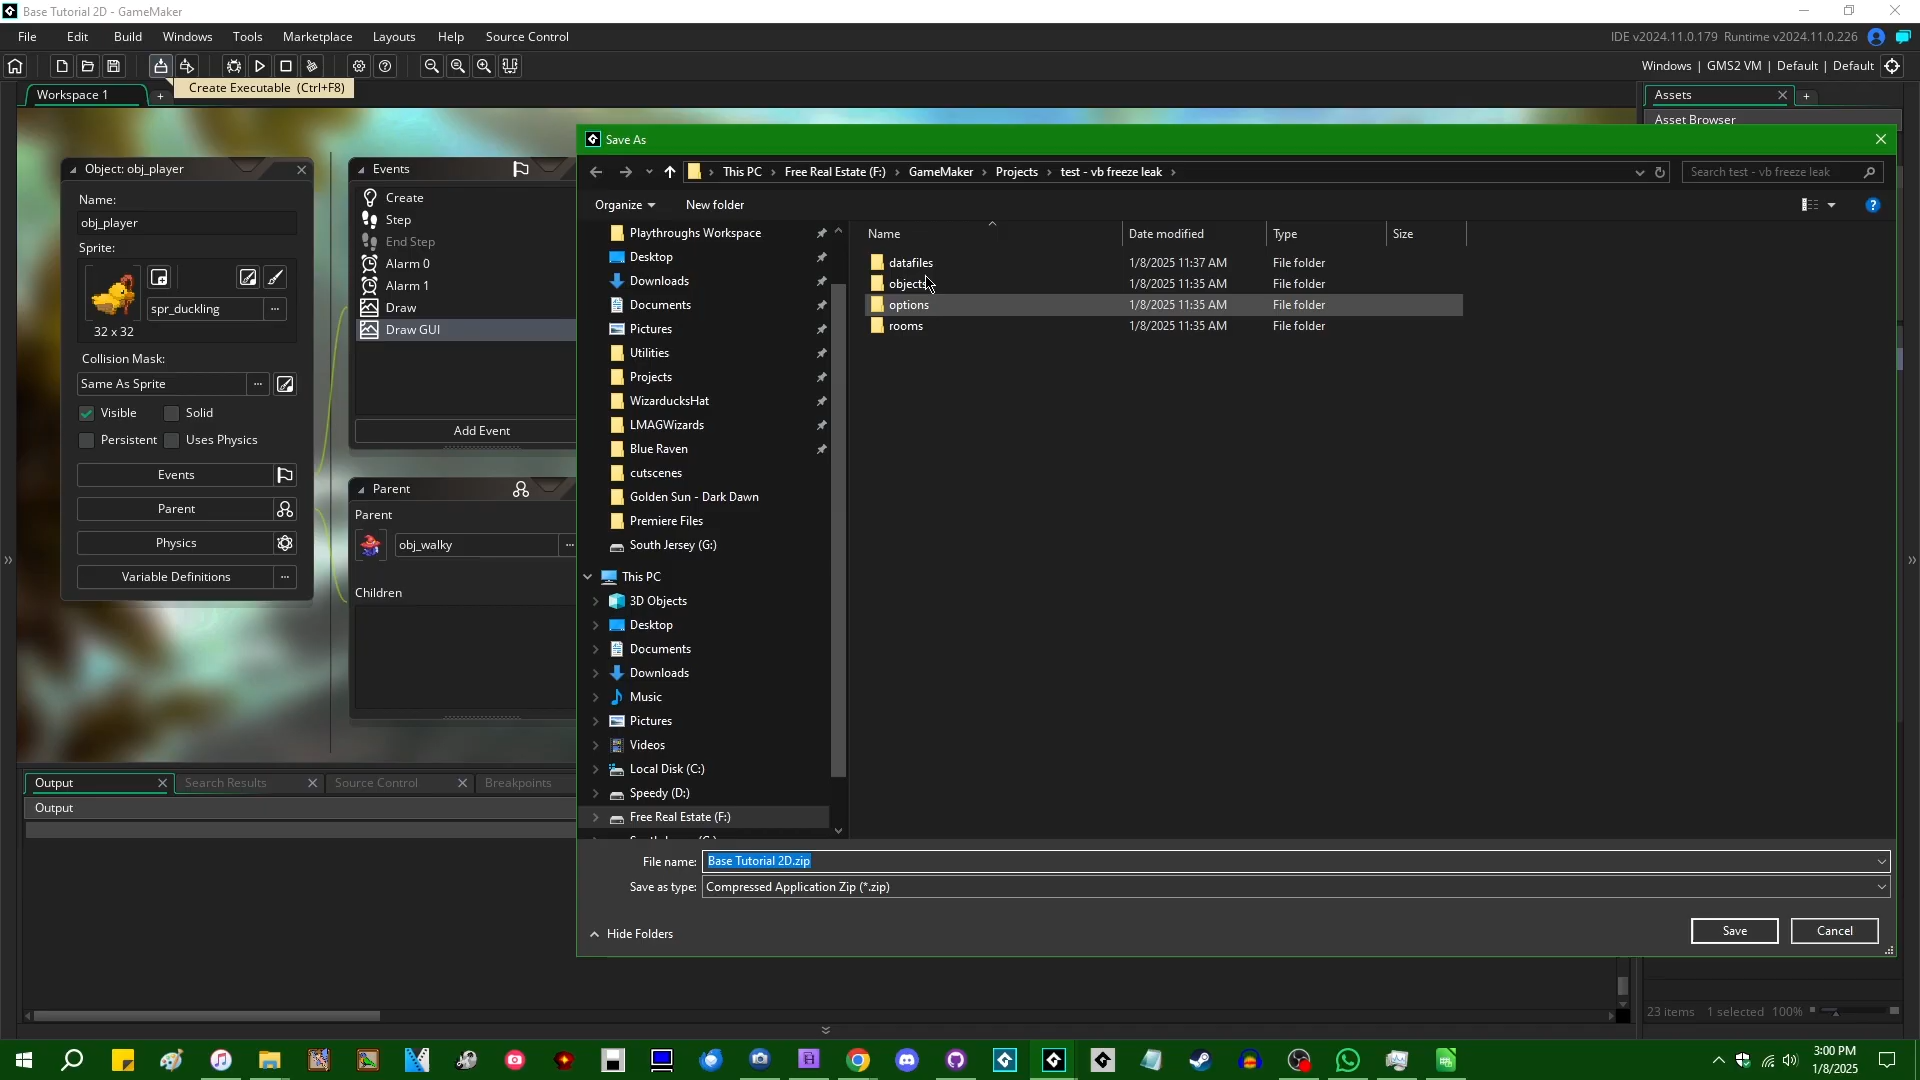 Base Tutorial 2D - GameMaker
File Edit Build Windows Tools Marketplace Layouts Help Source Control
IDE v2024.11.0.179 Runtime v2024.11.0.226
Windows | GMS2 VM | Default | Default
Create Executable (Ctrl+F8)
Workspace 1
Assets
Asset Browser
Object: obj_player
Name:
obj_player
Sprite:
spr_duckling
32 x 32
Collision Mask:
Same As Sprite
Visible Solid
Persistent Uses Physics
Events
Parent
Physics
Variable Definitions
Events
Create
Step
End Step
Alarm 0
Alarm 1
Draw
Draw GUI
Add Event
Parent
Parent
obj_walky
Children
Save As
This PC Free Real Estate (F:) GameMaker Projects test - vb freeze leak
Search test - vb freeze leak
Organize New folder
Name Date modified Type Size
datafiles 1/8/2025 11:37 AM File folder
objects 1/8/2025 11:35 AM File folder
options 1/8/2025 11:35 AM File folder
rooms 1/8/2025 11:35 AM File folder
Playthroughs Workspace
Desktop
Downloads
Documents
Pictures
Utilities
Projects
WizarducksHat
LMAGWizards
Blue Raven
cutscenes
Golden Sun - Dark Dawn
Premiere Files
South Jersey (G:)
This PC
3D Objects
Desktop
Documents
Downloads
Music
Pictures
Videos
Local Disk (C:)
Speedy (D:)
Free Real Estate (F:)
File name: Base Tutorial 2D.zip
Save as type: Compressed Application Zip (*.zip)
Hide Folders
Save Cancel
Output Search Results Source Control Breakpoints
Output
23 items 1 selected 100%
3:00 PM
1/8/2025